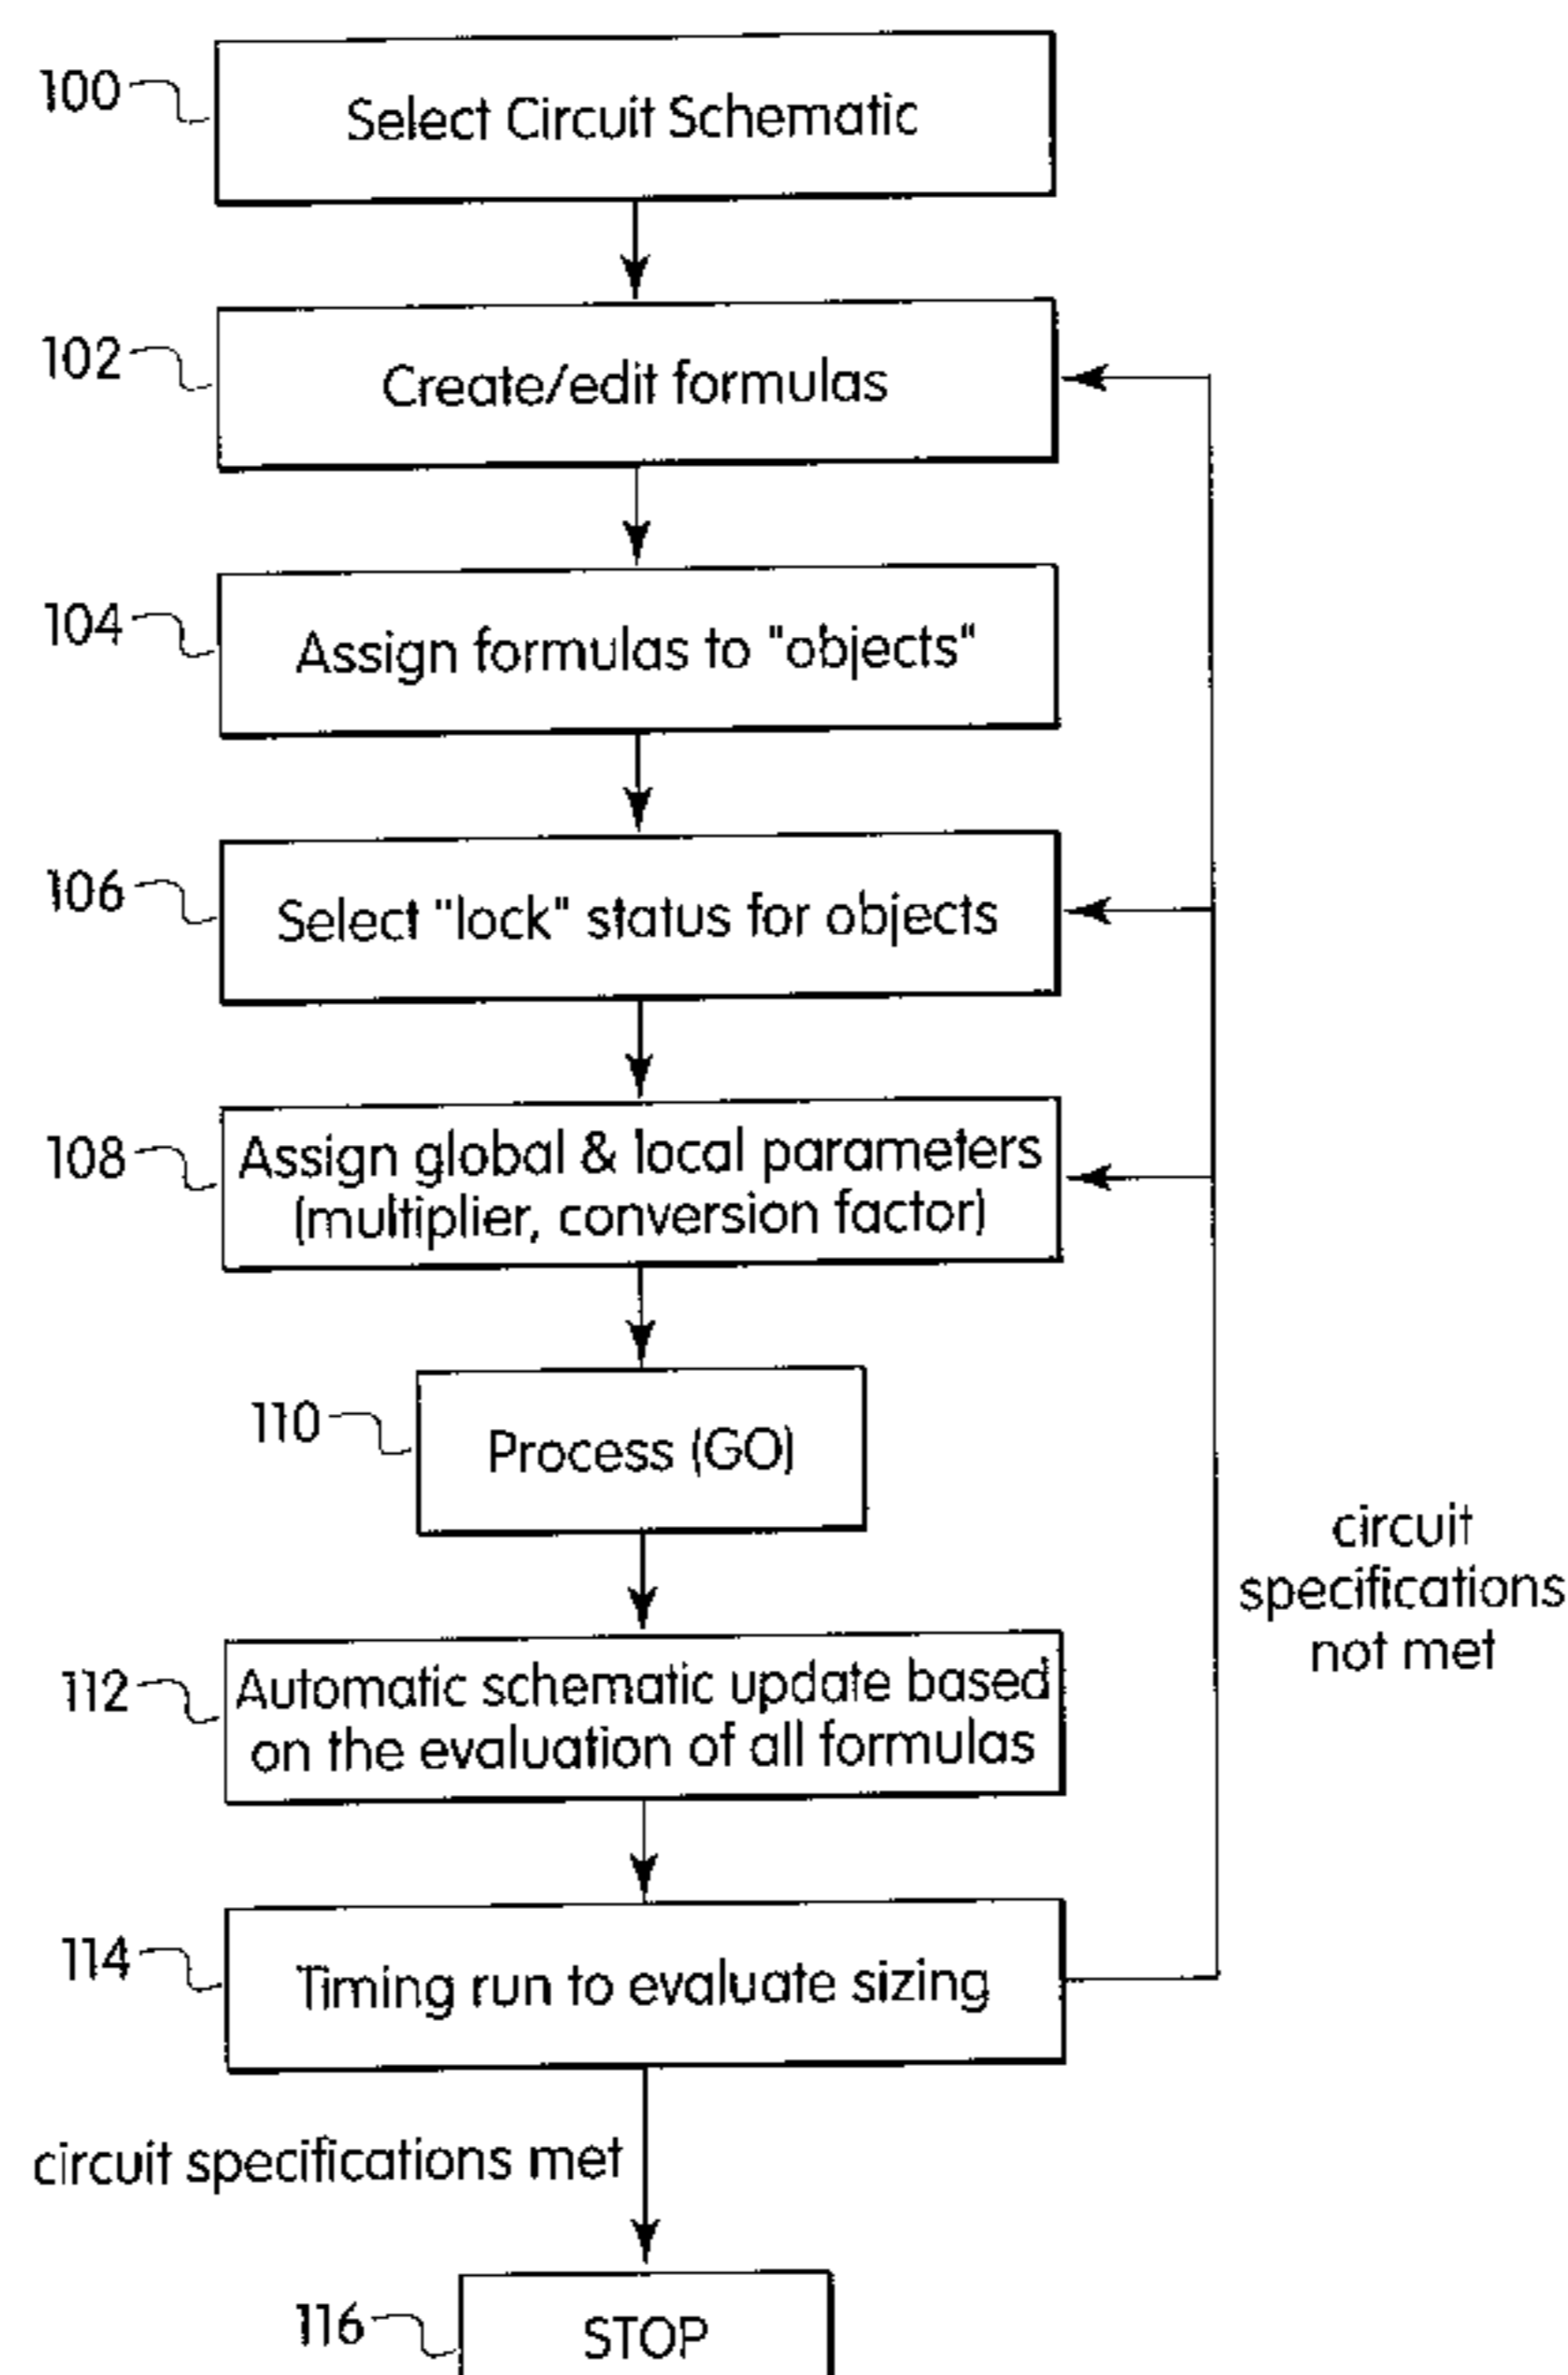 100
Select Circuit Schematic
102
Create/edit formulas
104
Assign formulas to "objects"
106
Select "lock" status for objects
108
Assign global & local parameters
(multiplier, conversion factor)
110
Process (GO)
circuit
specifications
not met
112
Automatic schematic update based
on the evaluation of all formulas
114
Timing run to evaluate sizing
circuit specifications met
116
STOP